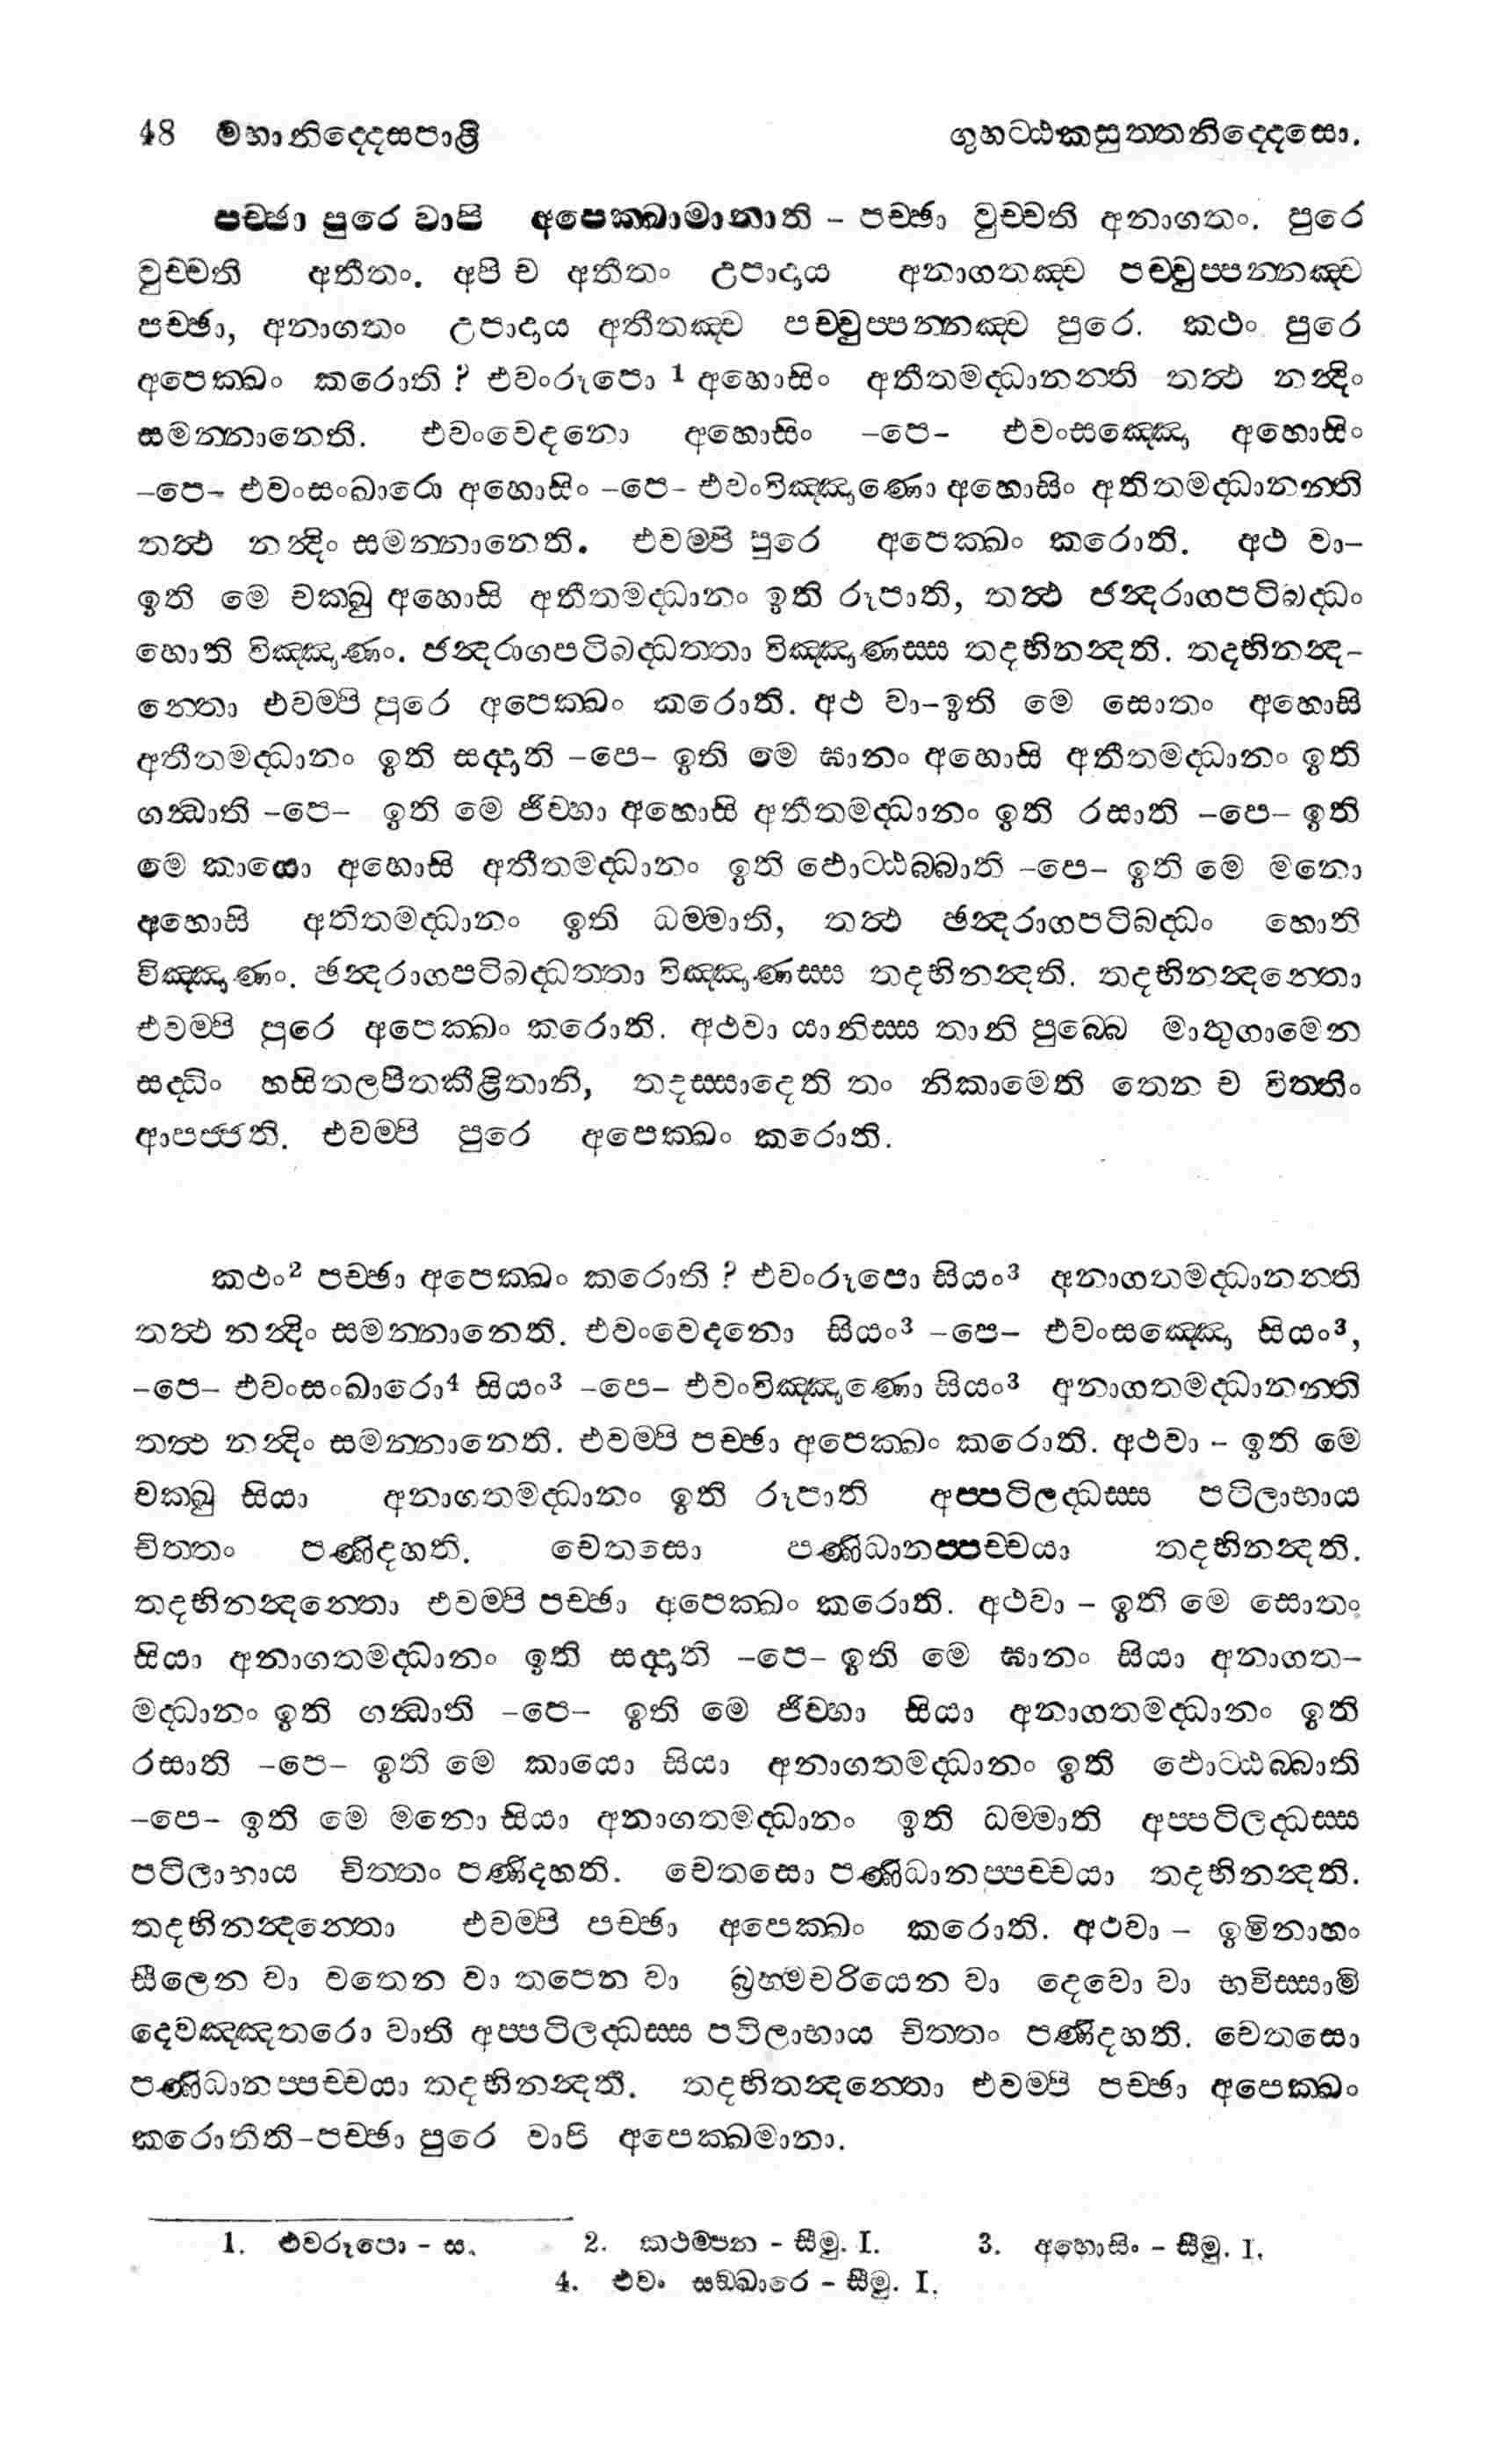 48 මහානිද්දෙසපාළි ගුහට්ඨකසුත්තනිද්දෙසො.
පච්ඡා පුරෙ වාපි අපෙක්ඛාමානාති – පච්ඡා වුච්චති අනාගතං. පුරෙ
වුච්චති අතීතං. අපි ච අතීතං උපාදාය අනාගතඤ්ච පච්චුප්පන්නඤ්ච
පච්ඡා, අනාගතං උපාදාය අතීතඤ්ච පච්චුප්පන්නඤ්ච පුරෙ. කථං පුරෙ
අපෙක්ඛං කරොති ? එවංරූපො 1 අහොසිං අතීතමද්ධානන්ති තත්ථ නන්දිං
සමන්නානෙති. එවංවෙදනො අහොසිං –පෙ– එවංසඤ්ඤො අහොසිං
–පෙ– එවංසංඛාරො අහොසිං –පෙ– එවංවිඤ්ඤාණො අහොසිං අතීතමද්ධානන්ති
තත්ථ නන්දිං සමන්නානෙති. එවම්පි පුරෙ අපෙක්ඛං කරොති. අථ වා–
ඉති මෙ චක්ඛු අහොසි අතීතමද්ධානං ඉති රූපාති, තත්ථ ඡන්දරාගපටිබද්ධං
හොති විඤ්ඤාණං. ඡන්දරාගපටිබද්ධත්තා විඤ්ඤාණස්ස තදභිනන්දති. තදභිනන්ද–
න්තො එවම්පි පුරෙ අපෙක්ඛං කරොති. අථ වා–ඉති මෙ සොතං අහොසි
අතීතමද්ධානං ඉති සද්දාති –පෙ– ඉති මෙ ඝානං අහොසි අතීතමද්ධානං ඉති
ගන්ධාති –පෙ– ඉති මෙ ජිව්හා අහොසි අතීතමද්ධානං ඉති රසාති –පෙ– ඉති
මෙ කායො අහොසි අතීතමද්ධානං ඉති ඵොට්ඨබ්බාති –පෙ– ඉති මෙ මනො
අහොසි අතීතමද්ධානං ඉති ධම්මාති, තත්ථ ඡන්දරාගපටිබද්ධං හොති
විඤ්ඤාණං. ඡන්දරාගපටිබද්ධත්තා විඤ්ඤාණස්ස තදභිනන්දති. තදභිනන්දන්තො
එවම්පි පුරෙ අපෙක්ඛං කරොති. අථවා යානිස්ස තානි පුබ්බෙ මාතුගාමෙන
සද්ධිං හසිතලපිතකීළිතානි, තදස්සාදෙති තං නිකාමෙති තෙන ච විත්තිං
ආපජ්ජති. එවම්පි පුරෙ අපෙක්ඛං කරොති.
කථං2 පච්ඡා අපෙක්ඛං කරොති ? එවංරූපො සියං3 අනාගතමද්ධානන්ති
තත්ථ නන්දිං සමන්නානෙති. එවංවෙදනො සියං3 –පෙ– එවංසඤ්ඤො සියං3,
–පෙ– එවංසංඛාරො4 සියං3 –පෙ– එවංවිඤ්ඤාණො සියං3 අනාගතමද්ධානන්ති
තත්ථ නන්දිං සමන්නානෙති. එවම්පි පච්ඡා අපෙක්ඛං කරොති. අථවා – ඉති මෙ
චක්ඛු සියා අනාගතමද්ධානං ඉති රූපාති අප්පටිලද්ධස්ස පටිලාභාය
චිත්තං පණිදහති. චෙතසො පණිධානප්පච්චයා තදභිනන්දති.
තදභිනන්දන්තො එවම්පි පච්ඡා අපෙක්ඛං කරොති. අථවා – ඉති මෙ සොතං
සියා අනාගතමද්ධානං ඉති සද්දාති –පෙ– ඉති මෙ ඝානං සියා අනාගත–
මද්ධානං ඉති ගන්ධාති –පෙ– ඉති මෙ ජිව්හා සියා අනාගතමද්ධානං ඉති
රසාති –පෙ– ඉති මෙ කායො සියා අනාගතමද්ධානං ඉති ඵොට්ඨබ්බාති
–පෙ– ඉති මෙ මනො සියා අනාගතමද්ධානං ඉති ධම්මාති අප්පටිලද්ධස්ස
පටිලාභාය චිත්තං පණිදහති. චෙතසො පණිධානප්පච්චයා තදභිනන්දති.
තදභිනන්දන්තො එවම්පි පච්ඡා අපෙක්ඛං කරොති. අථවා – ඉමිනාහං
සීලෙන වා වතෙන වා තපෙන වා බ්‍රහ්මචරියෙන වා දෙවො වා භවිස්සාමි
දෙවඤ්ඤතරො වාති අප්පටිලද්ධස්ස පටිලාභාය චිත්තං පණිදහති. චෙතසො
පණිධානප්පච්චයා තදභිනන්දතී. තදභිතන්දන්තො එවම්පි පච්ඡා අපෙක්ඛං
කරොතීති–පච්ඡා පුරෙ වාපි අපෙක්ඛමානා.
1. එවරූපො – ස. 2. කථම්පන – සීමු. I. 3. අහොසිං – සීමු. I.
4. එවං සඞ්ඛාරෙ – සීමු. I.